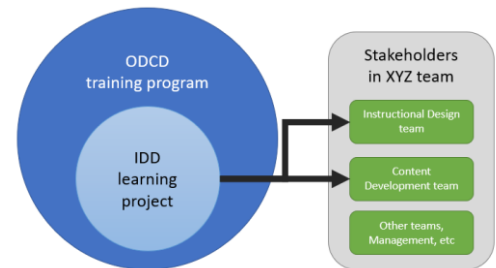 ODCD
training program
IDD
learning
project
Stakeholders
in XYZ team
Instructional Design
team
Content
Development team
Other teams,
Management, etc